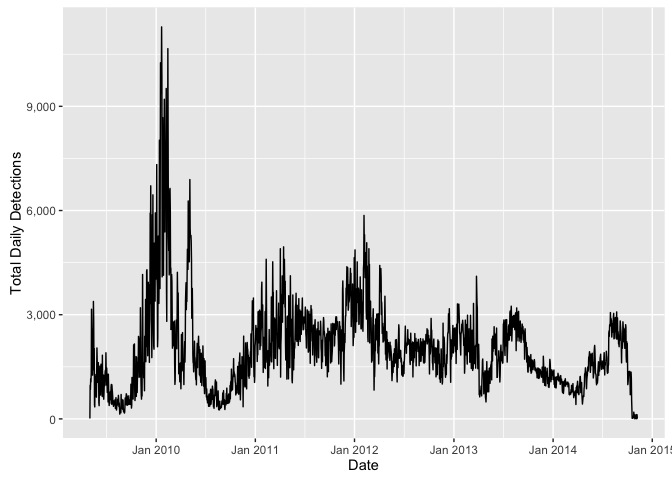 Total Daily Detections
9,000
6,000
3,000
0
Jan 2010 Jan 2011 Jan 2012 Jan 2013 Jan 2014 Jan 2015
Date